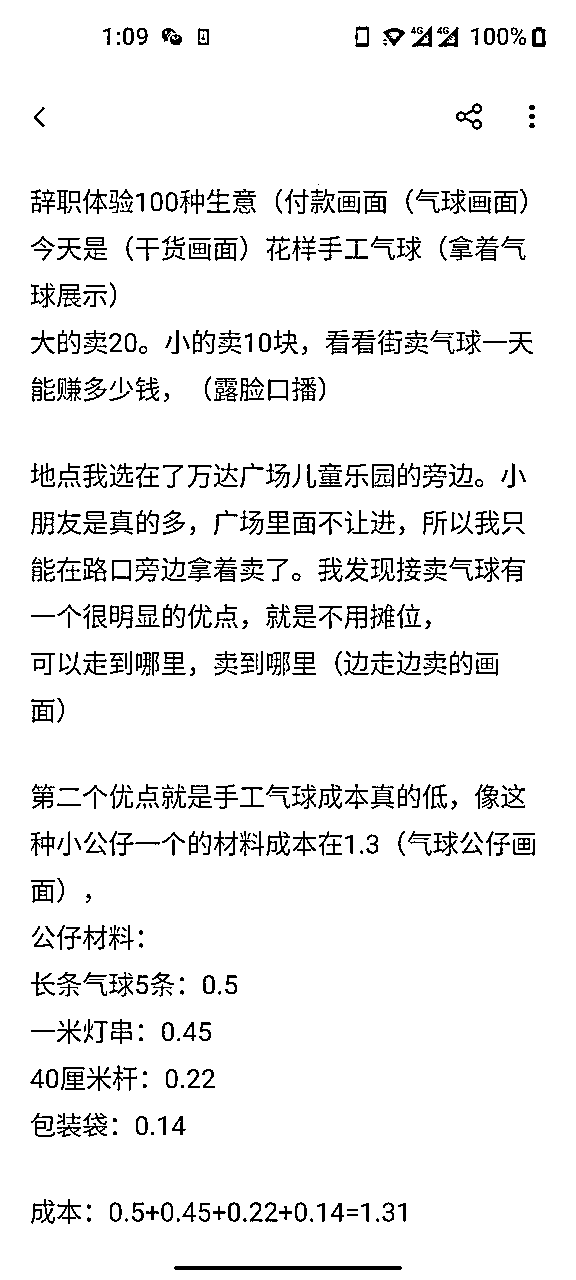 1:09 4G 4G 100%
辞职体验100种生意（付款画面（气球画面）
今天是（干货画面）花样手工气球（拿着气
球展示）
大的卖20。小的卖10块，看看街卖气球一天
能赚多少钱，（露脸口播）
地点我选在了万达广场儿童乐园的旁边。小
朋友是真的多，广场里面不让进，所以我只
能在路口旁边拿着卖了。我发现接卖气球有
一个很明显的优点，就是不用摊位，
可以走到哪里，卖到哪里（边走边卖的画
面）
第二个优点就是手工气球成本真的低，像这
种小公仔一个的材料成本在1.3（气球公仔画
面），
公仔材料：
长条气球5条：0.5
一米灯串：0.45
40厘米杆：0.22
包装袋：0.14
成本：0.5+0.45+0.22+0.14=1.31